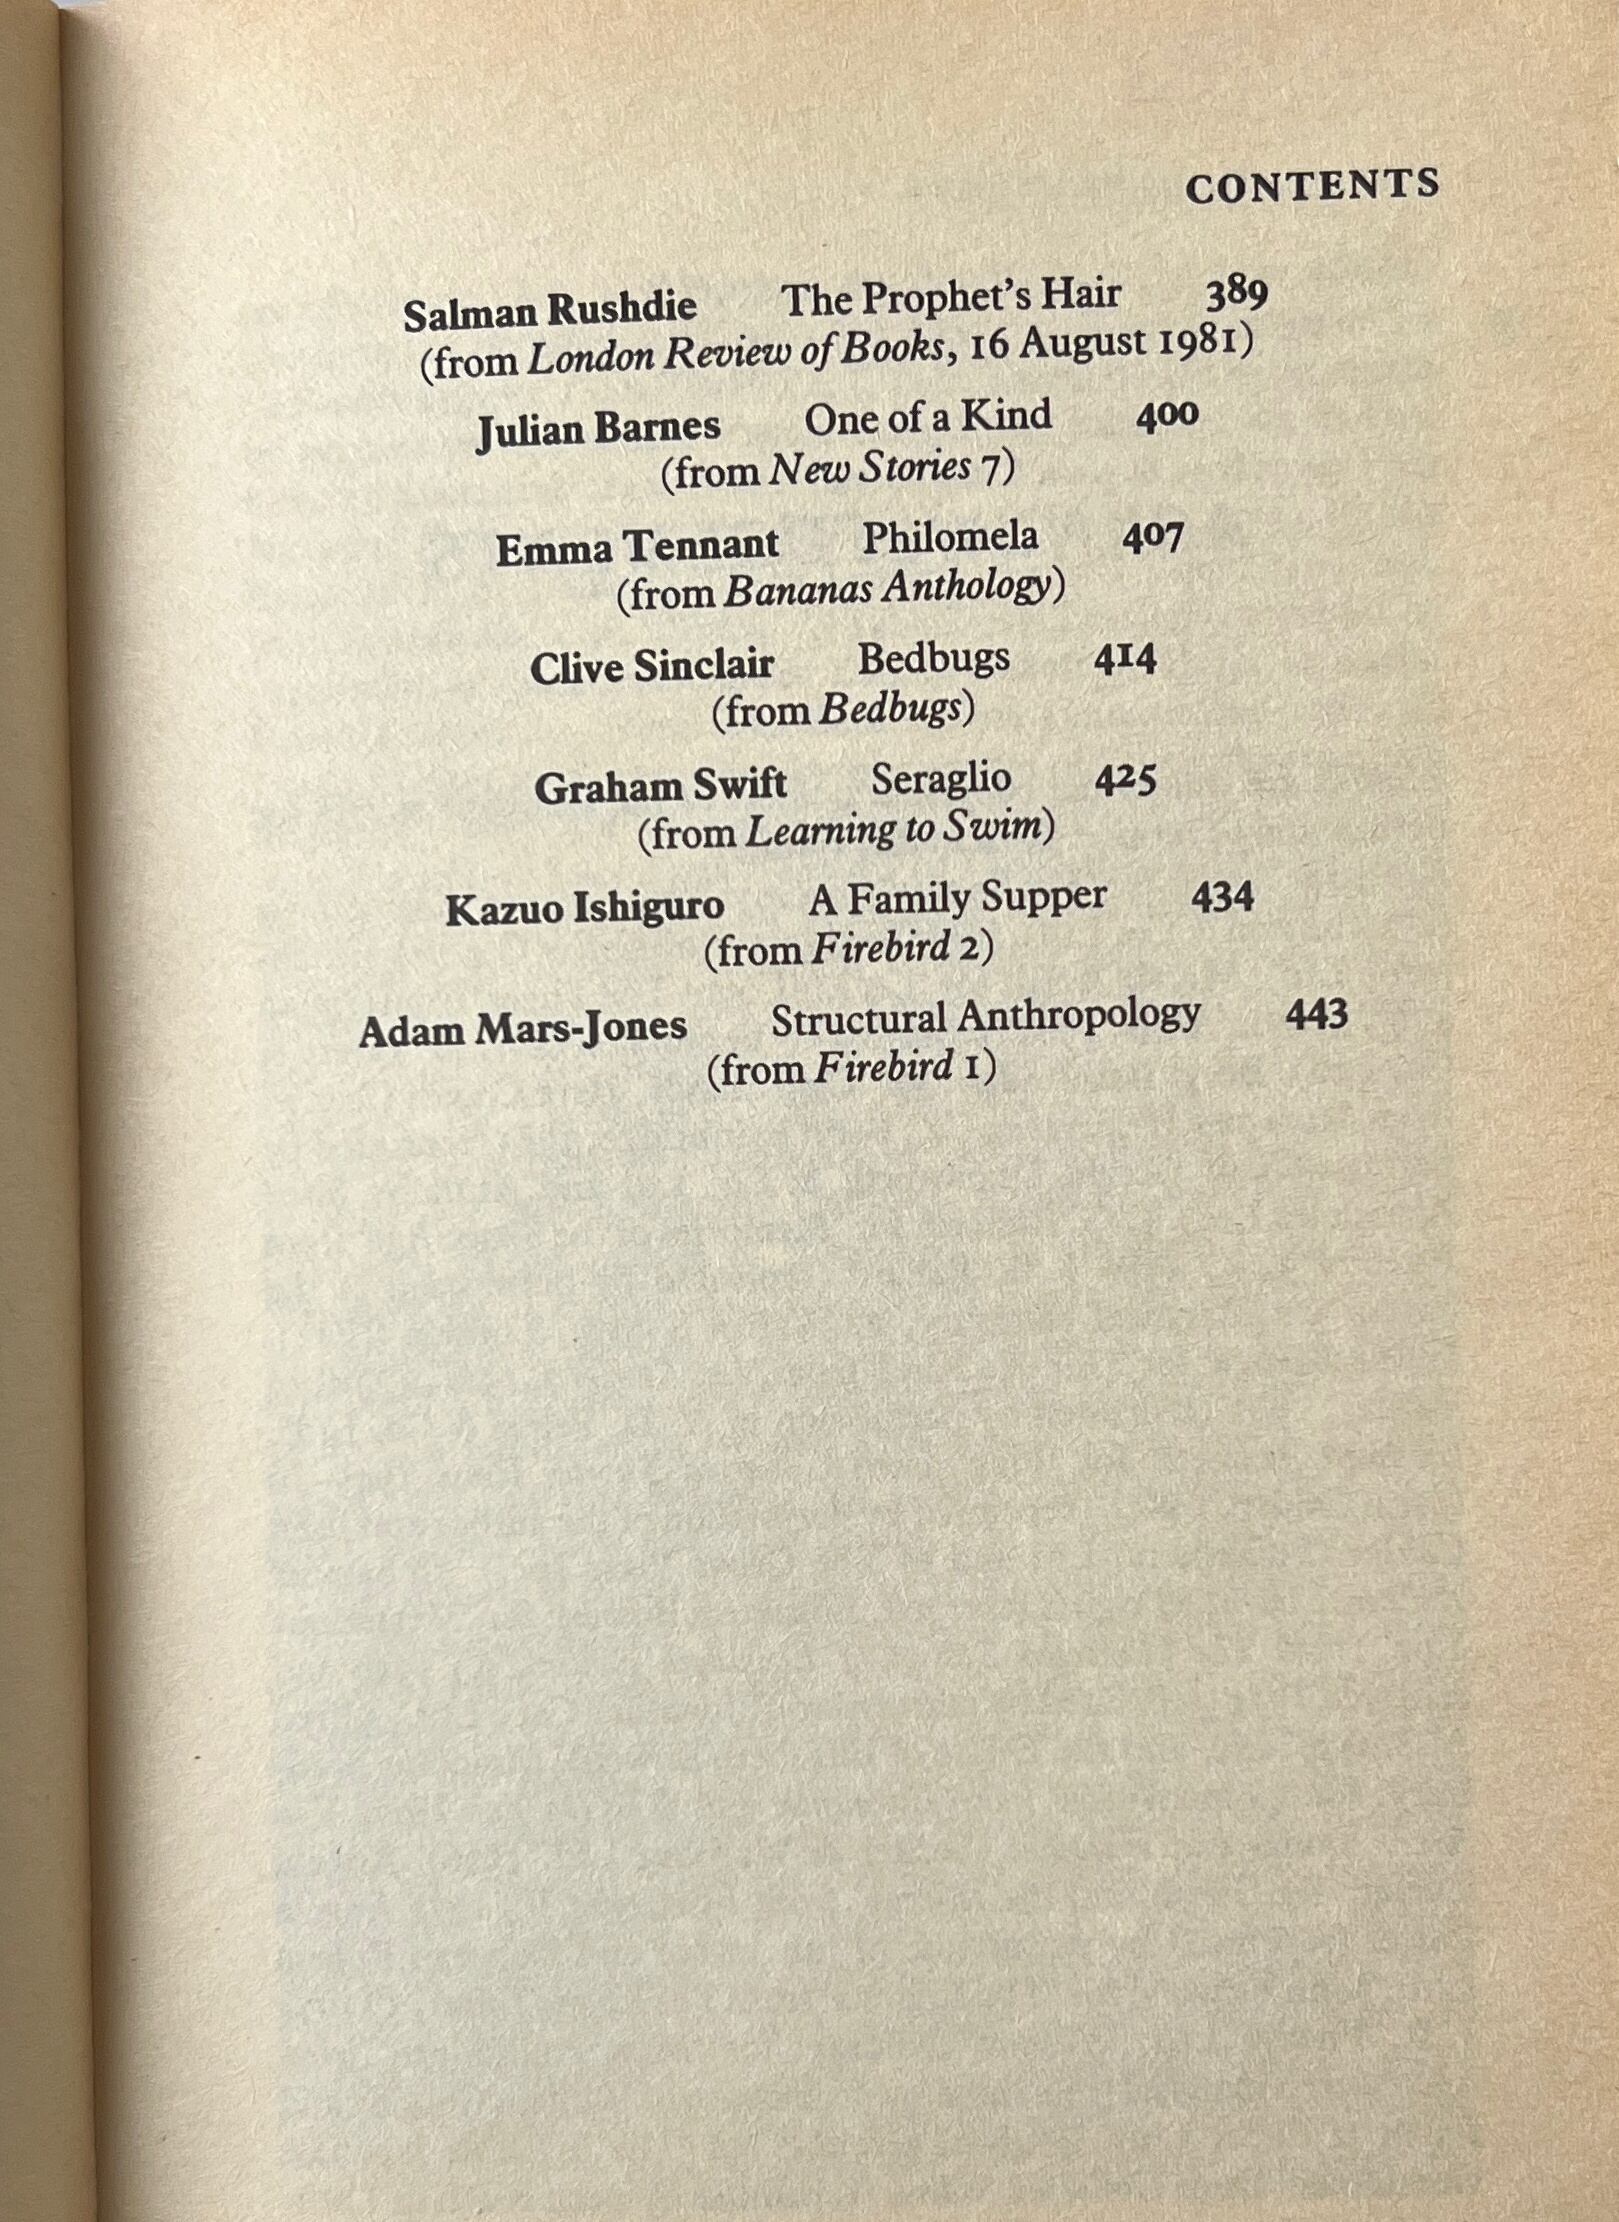 CONTENTS
Salman Rushdie The Prophet's Hair 389
(from London Review of Books, 16 August 1981)
Julian Barnes One of a Kind 400
(from New Stories 7)
Emma Tennant Philomela 407
(from Bananas Anthology)
Clive Sinclair Bedbugs 414
(from Bedbugs)
Graham Swift Seraglio 425
(from Learning to Swim)
Kazuo Ishiguro A Family Supper 434
(from Firebird 2)
Adam Mars-Jones Structural Anthropology 443
(from Firebird 1)